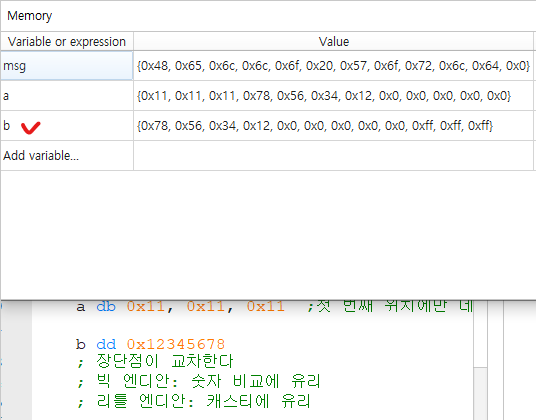 Memory
Variable or expression Value
msg {0x48, 0x65, 0x6c, 0x6c, 0x6f, 0x20, 0x57, 0x6f, 0x72, 0x6c, 0x64, 0x0}
a {0x11, 0x11, 0x11, 0x78, 0x56, 0x34, 0x12, 0x0, 0x0, 0x0, 0x0, 0x0}
b {0x78, 0x56, 0x34, 0x12, 0x0, 0x0, 0x0, 0x0, 0x0, 0xff, 0xff, 0xff}
Add variable...
a db 0x11, 0x11, 0x11 ;첫 번째 위치에만 네
b dd 0x12345678
; 장단점이 교차한다
; 빅 엔디안: 숫자 비교에 유리
; 리틀 엔디안: 캐스티에 유리